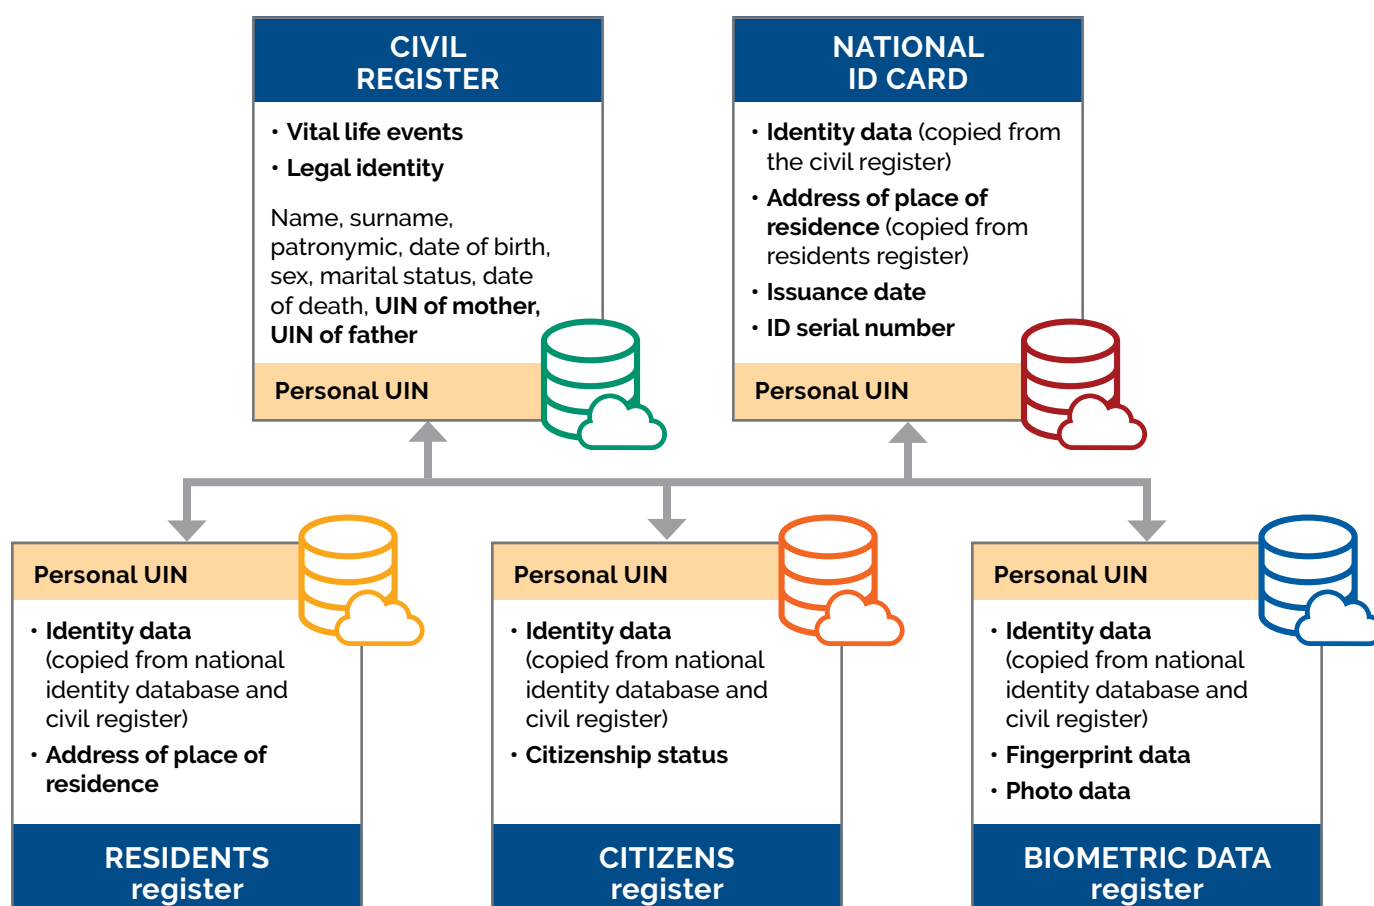 CIVIL
REGISTER
• Vital life events
• Legal identity
Name, surname,
patronymic, date of birth,
sex, marital status, date
of death, UIN of mother,
UIN of father
Personal UIN
NATIONAL
ID CARD
• Identity data (copied from
the civil register)
• Address of place of
residence (copied from
residents register)
• Issuance date
• ID serial number
Personal UIN
Personal UIN
• Identity data
(copied from national
identity database and
civil register)
• Address of place of
residence
RESIDENTS
register
Personal UIN
• Identity data
(copied from national
identity database and
civil register)
• Citizenship status
CITIZENS
register
Personal UIN
• Identity data
(copied from national
identity database and
civil register)
• Fingerprint data
• Photo data
BIOMETRIC DATA
register